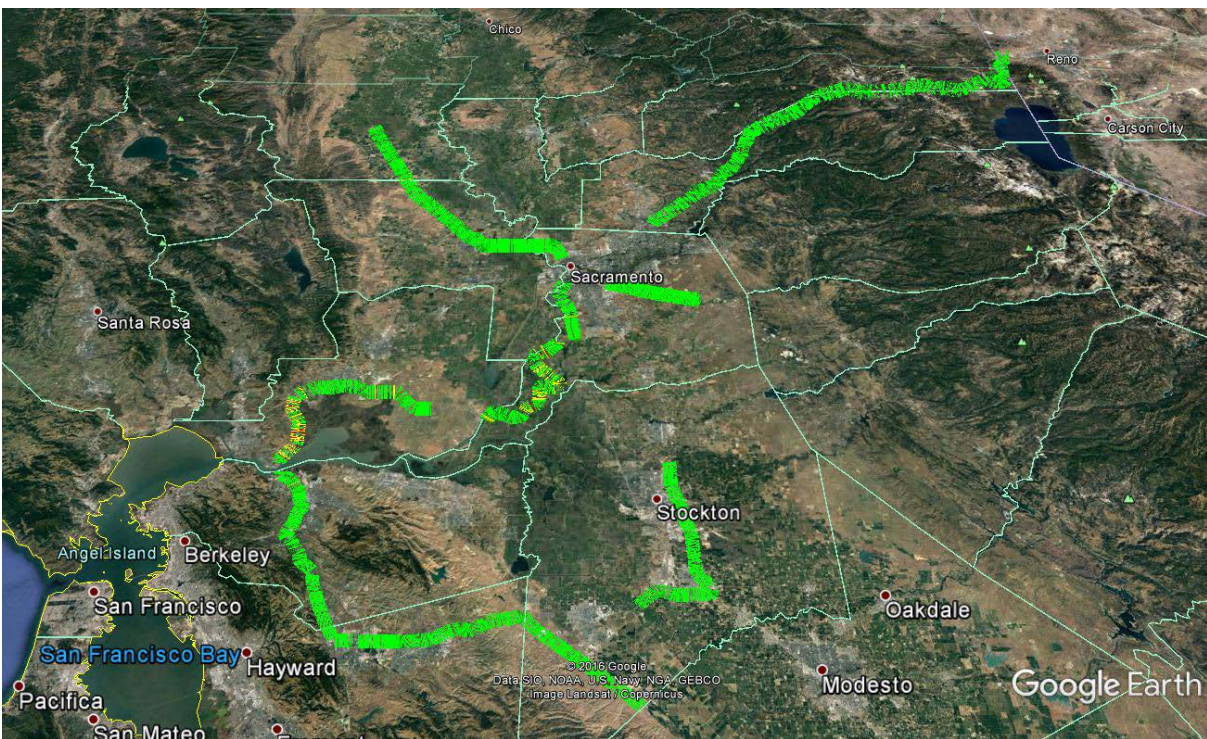 Chico
Reno
Carson City
Sacramento
Santa Rosa
Stockton
Angel Island
Berkeley
San Francisco
Oakdale
San Francisco Bay
Hayward
© 2016 Google
Data SIO, NOAA, U.S. Navy, NGA, GEBCO
Image Landsat / Copernicus
Modesto
Google Earth
Pacifica
San Mateo